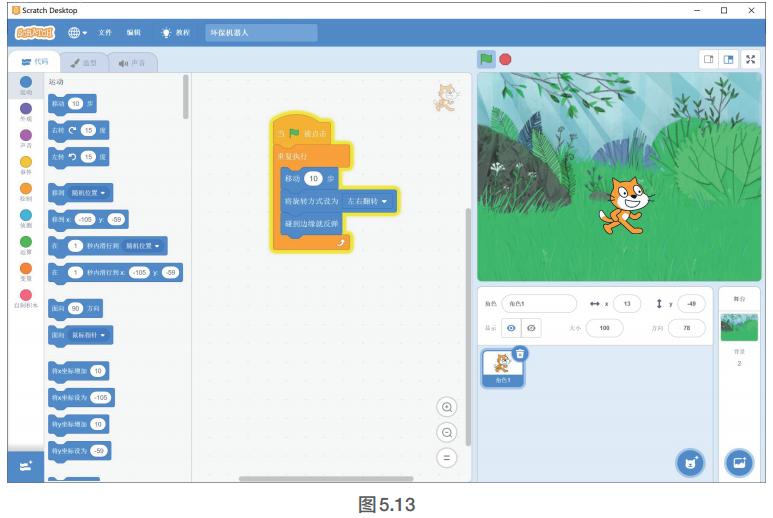 Scratch Desktop
SCRATCH 文件 编辑 教程 环保机器人
代码 造型 声音
运动
运动
外观
声音
事件
控制
侦测
运算
变量
自制积木
移动 10 步
右转 15 度
左转 15 度
移到 随机位置
移到 x: -105 y: -59
在 1 秒内滑行到 随机位置
在 1 秒内滑行到 x: -105 y: -59
面向 90 方向
面向 鼠标指针
将x坐标增加 10
将x坐标设为 -105
将y坐标增加 10
将y坐标设为 -59
当 被点击
重复执行
移动 10 步
将旋转方式设为 左右翻转
碰到边缘就反弹
角色 角色1 x 13 y -49
显示 大小 100 方向 78
角色1
舞台
背景
2
图5.13